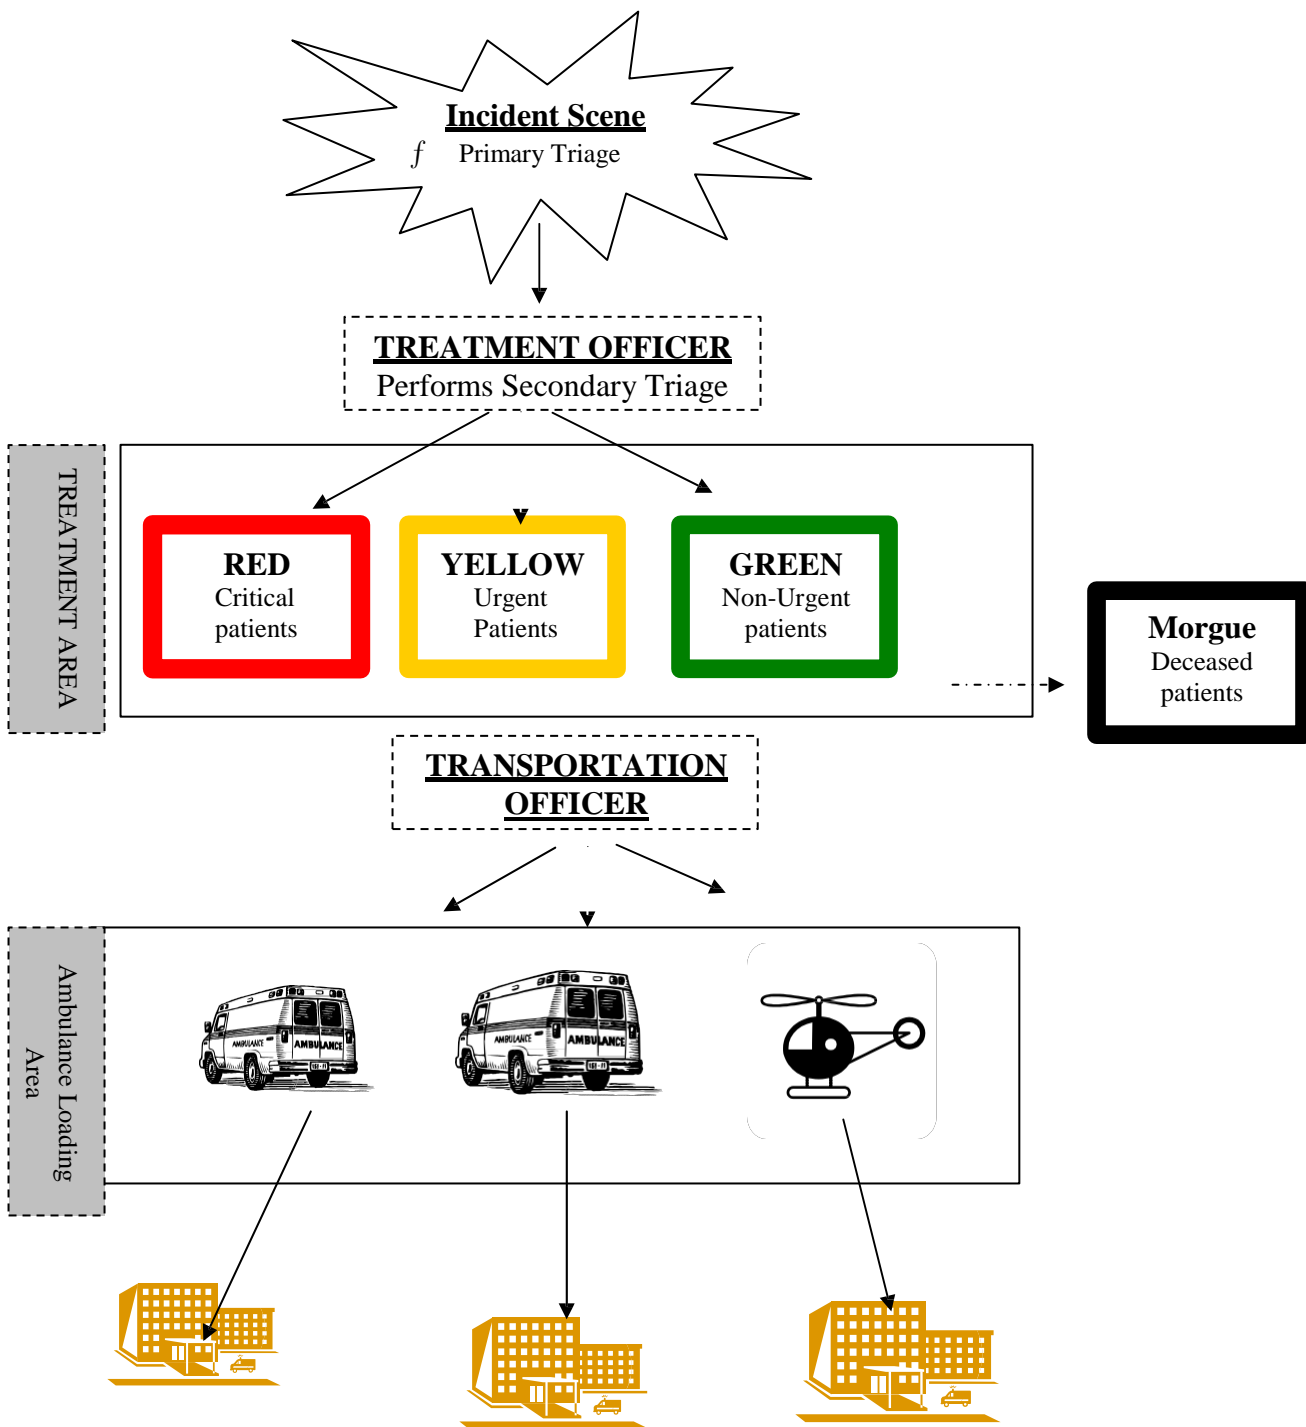 Incident Scene
ƒ Primary Triage
TREATMENT OFFICER
Performs Secondary Triage
TREATMENT AREA
RED
Critical
patients
YELLOW
Urgent
Patients
GREEN
Non-Urgent
patients
Morgue
Deceased
patients
TRANSPORTATION
OFFICER
Ambulance Loading
Area
AMBULANCE
AMBULANCE
AMBULANCE
AMBULANCE